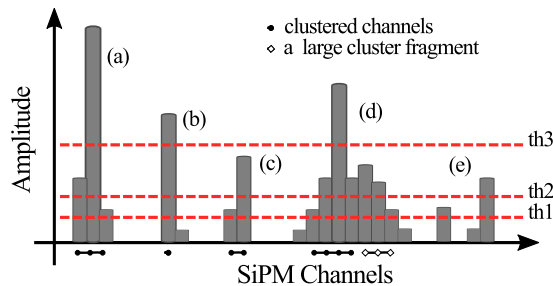 clustered channels
a large cluster fragment
(a)
(b)
(c)
(d)
(e)
th3
th2
th1
Amplitude
SiPM Channels